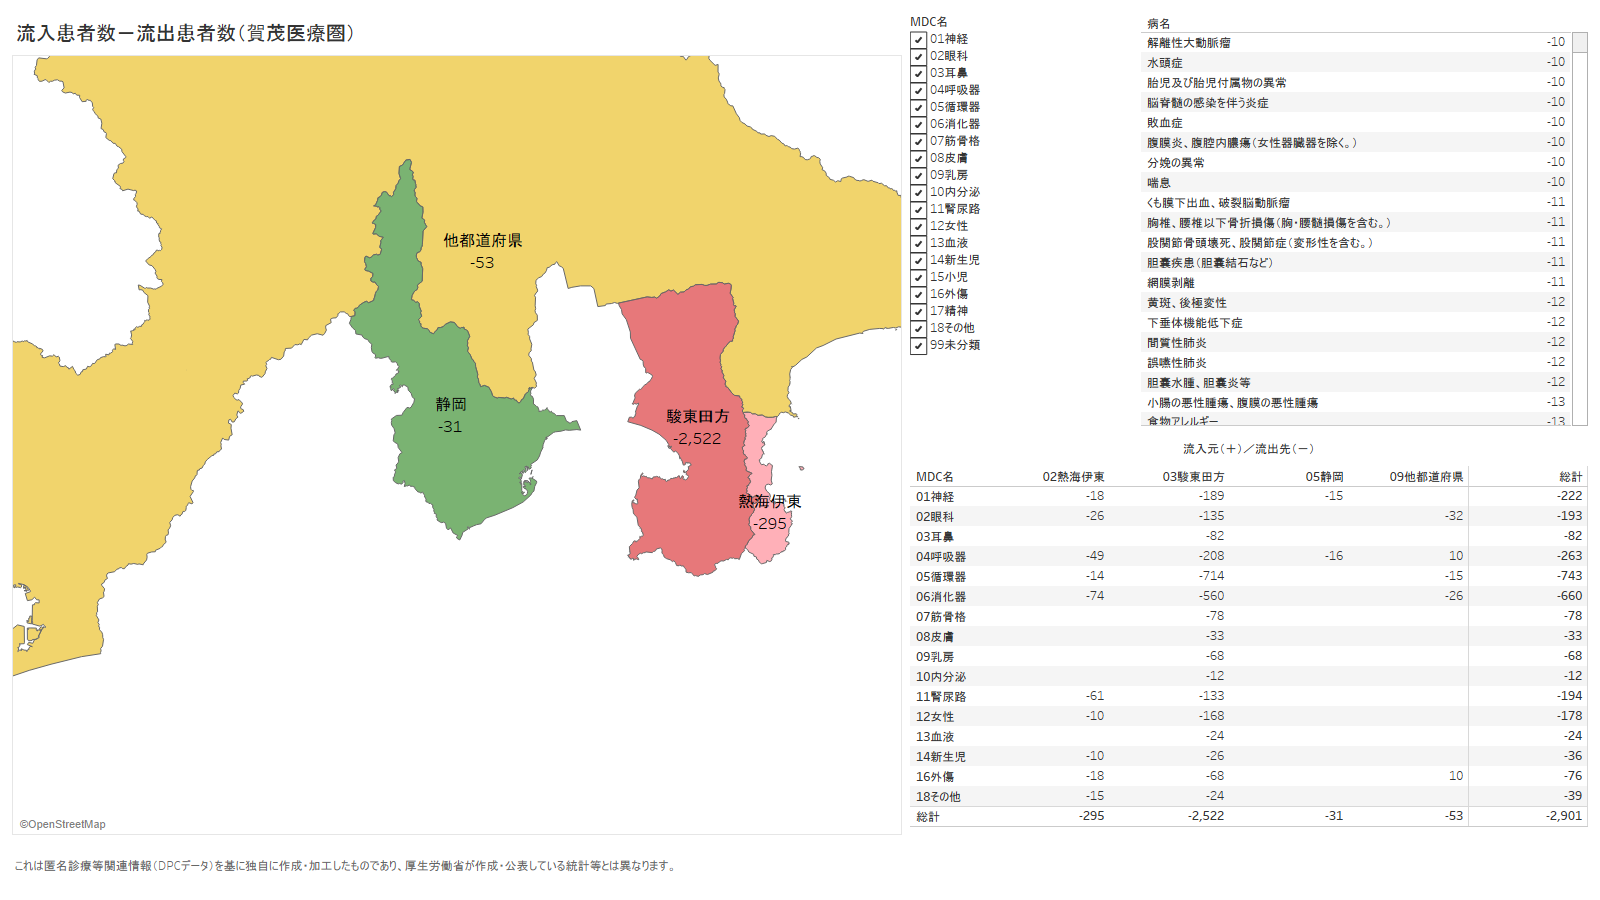 流入患者数－流出患者数（賀茂医療圏）
他都道府県
-53
静岡
-31
駿東田方
-2,522
熱海伊東
-295
©OpenStreetMap
MDC名
01神経
02眼科
03耳鼻
04呼吸器
05循環器
06消化器
07筋骨格
08皮膚
09乳房
10内分泌
11腎尿路
12女性
13血液
14新生児
15小児
16外傷
17精神
18その他
99未分類
病名
解離性大動脈瘤 -10
水頭症 -10
胎児及び胎児付属物の異常 -10
脳脊髄の感染を伴う炎症 -10
敗血症 -10
腹膜炎、腹腔内膿瘍（女性器臓器を除く。） -10
分娩の異常 -10
喘息 -10
くも膜下出血、破裂脳動脈瘤 -11
胸椎、腰椎以下骨折損傷（胸・腰髄損傷を含む。） -11
股関節骨頭壊死、股関節症（変形性を含む。） -11
胆嚢疾患（胆嚢結石など） -11
網膜剥離 -11
黄斑、後極変性 -12
下垂体機能低下症 -12
間質性肺炎 -12
誤嚥性肺炎 -12
胆嚢水腫、胆嚢炎等 -12
小腸の悪性腫瘍、腹膜の悪性腫瘍 -13
食物アレルギー -13
流入元（＋）／流出先（－）
MDC名 02熱海伊東 03駿東田方 05静岡 09他都道府県 総計
01神経 -18 -189 -15 -222
02眼科 -26 -135 -32 -193
03耳鼻 -82 -82
04呼吸器 -49 -208 -16 10 -263
05循環器 -14 -714 -15 -743
06消化器 -74 -560 -26 -660
07筋骨格 -78 -78
08皮膚 -33 -33
09乳房 -68 -68
10内分泌 -12 -12
11腎尿路 -61 -133 -194
12女性 -10 -168 -178
13血液 -24 -24
14新生児 -10 -26 -36
16外傷 -18 -68 10 -76
18その他 -15 -24 -39
総計 -295 -2,522 -31 -53 -2,901
これは匿名診療等関連情報（DPCデータ）を基に独自に作成・加工したものであり、厚生労働省が作成・公表している統計等とは異なります。